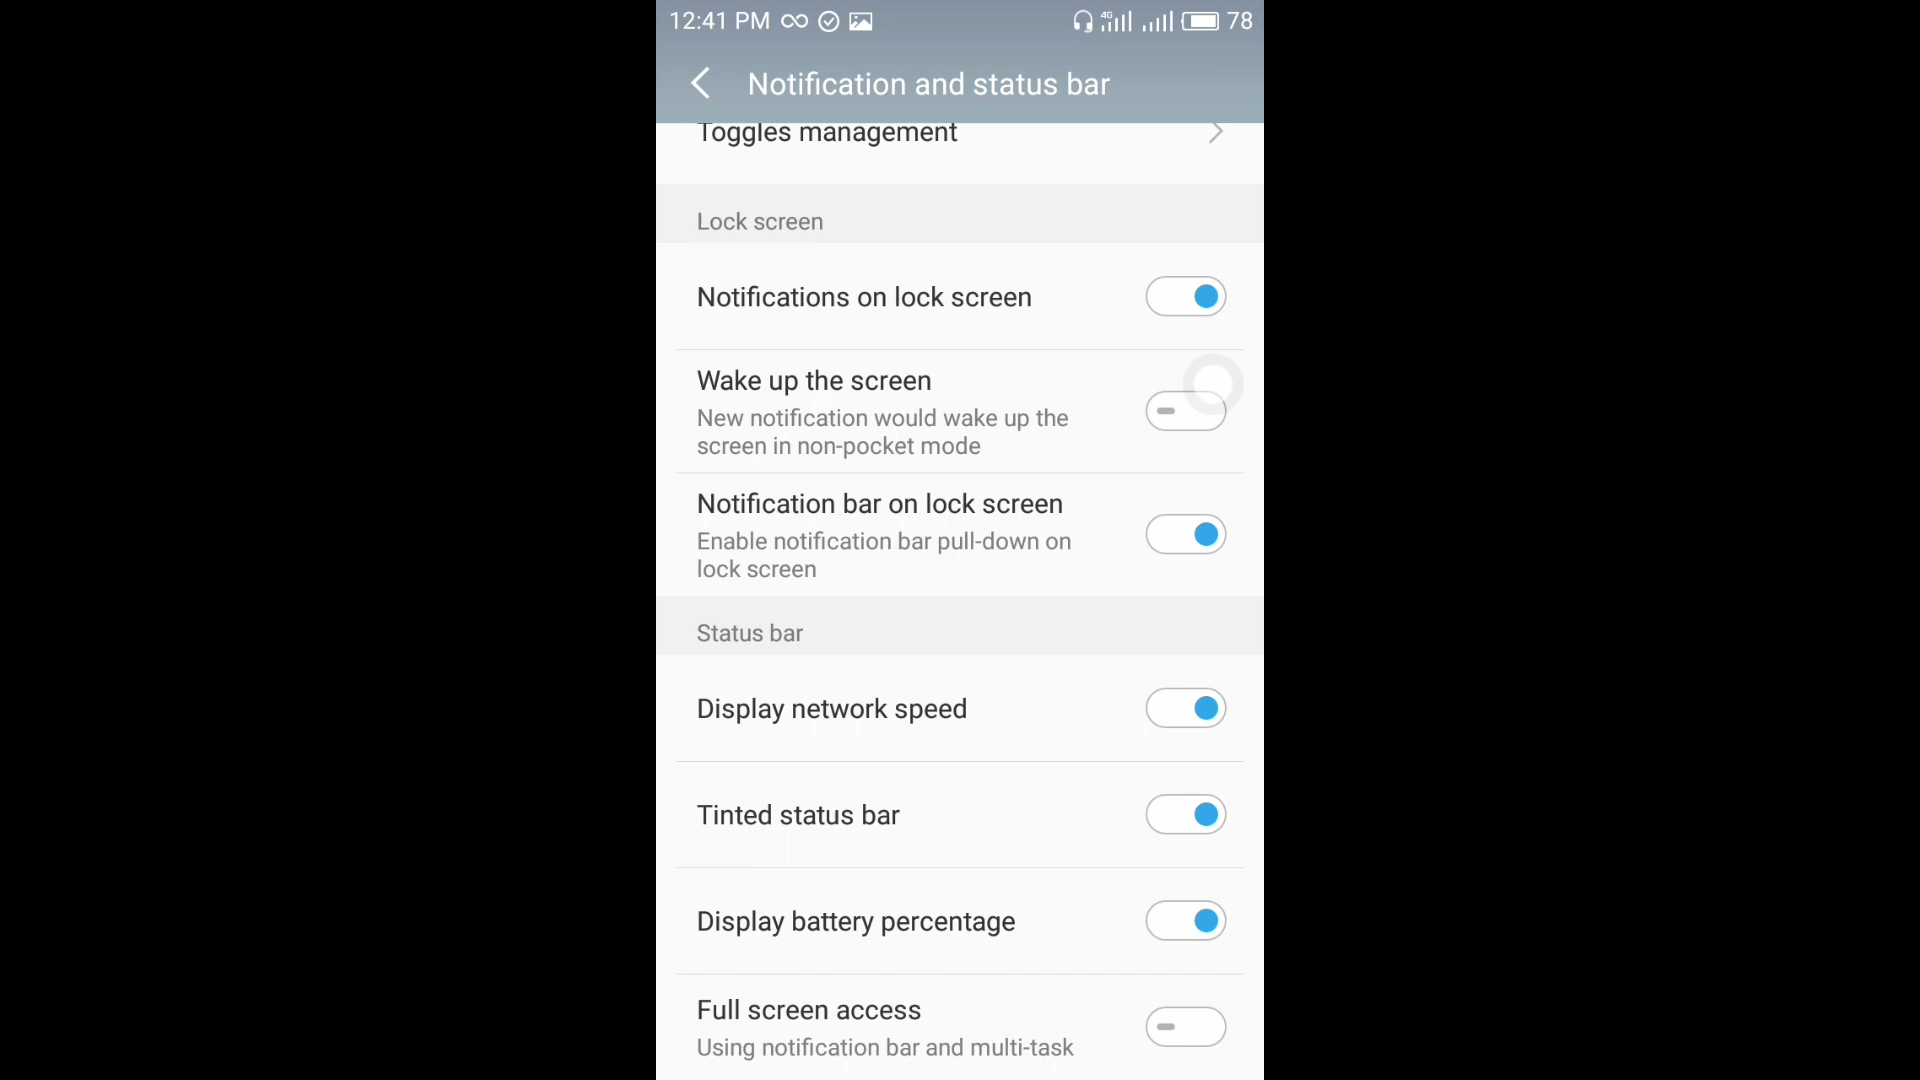 12:41 PM 4G 78
Notification and status bar
Toggles management
Lock screen
Notifications on lock screen
Wake up the screen
New notification would wake up the
screen in non-pocket mode
Notification bar on lock screen
Enable notification bar pull-down on
lock screen
Status bar
Display network speed
Tinted status bar
Display battery percentage
Full screen access
Using notification bar and multi-task